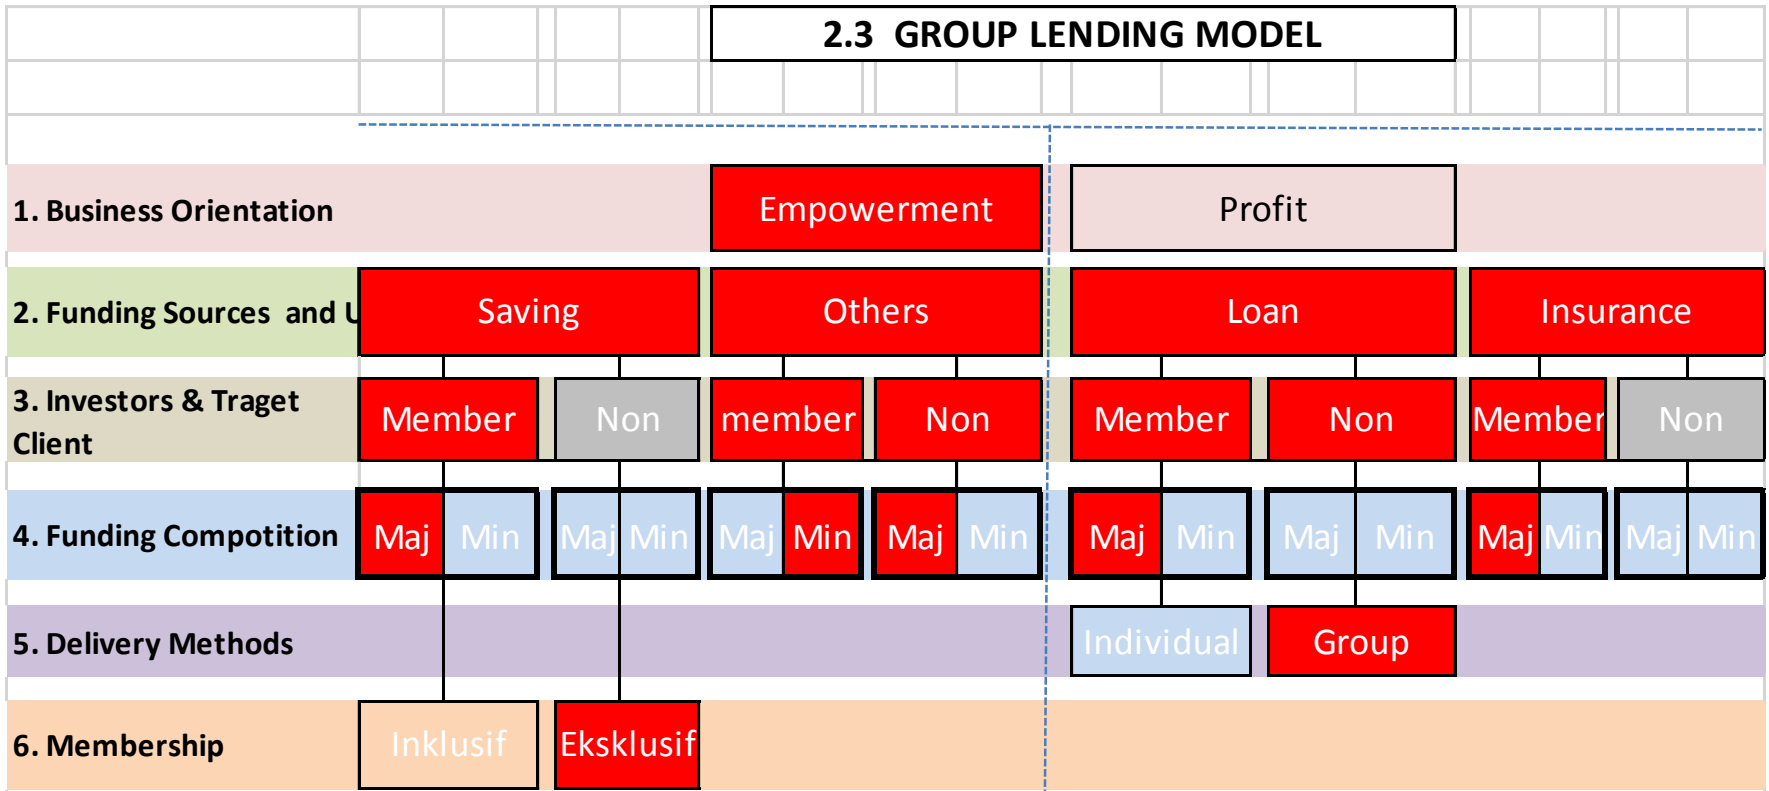 2.3 GROUP LENDING MODEL
1. Business Orientation
Empowerment
Profit
2. Funding Sources and U
Saving
Others
Loan
Insurance
3. Investors & Traget
Client
Member
Non
member
Non
Member
Non
Member
Non
4. Funding Compotition
Maj
Min
Maj
Min
Maj
Min
Maj
Min
Maj
Min
Maj
Min
Maj
Min
Maj
Min
5. Delivery Methods
Individual
Group
6. Membership
Inklusif
Eksklusif